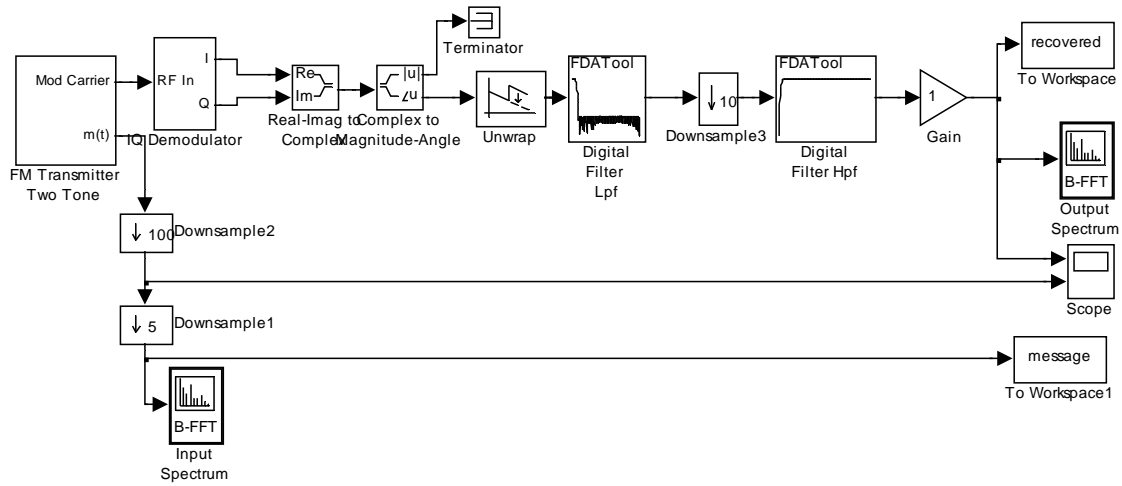 Mod Carrier
m(t)
FM Transmitter
Two Tone
RF In
I
Q
IQ Demodulator
Re
Im
Real-Imag to
Complex
|u|
∠u
Complex to
Magnitude-Angle
Terminator
Unwrap
FDATool
Digital
Filter
Lpf
10
Downsample3
FDATool
Digital
Filter Hpf
1
Gain
recovered
To Workspace
B-FFT
Output
Spectrum
Scope
100
Downsample2
5
Downsample1
message
To Workspace1
B-FFT
Input
Spectrum